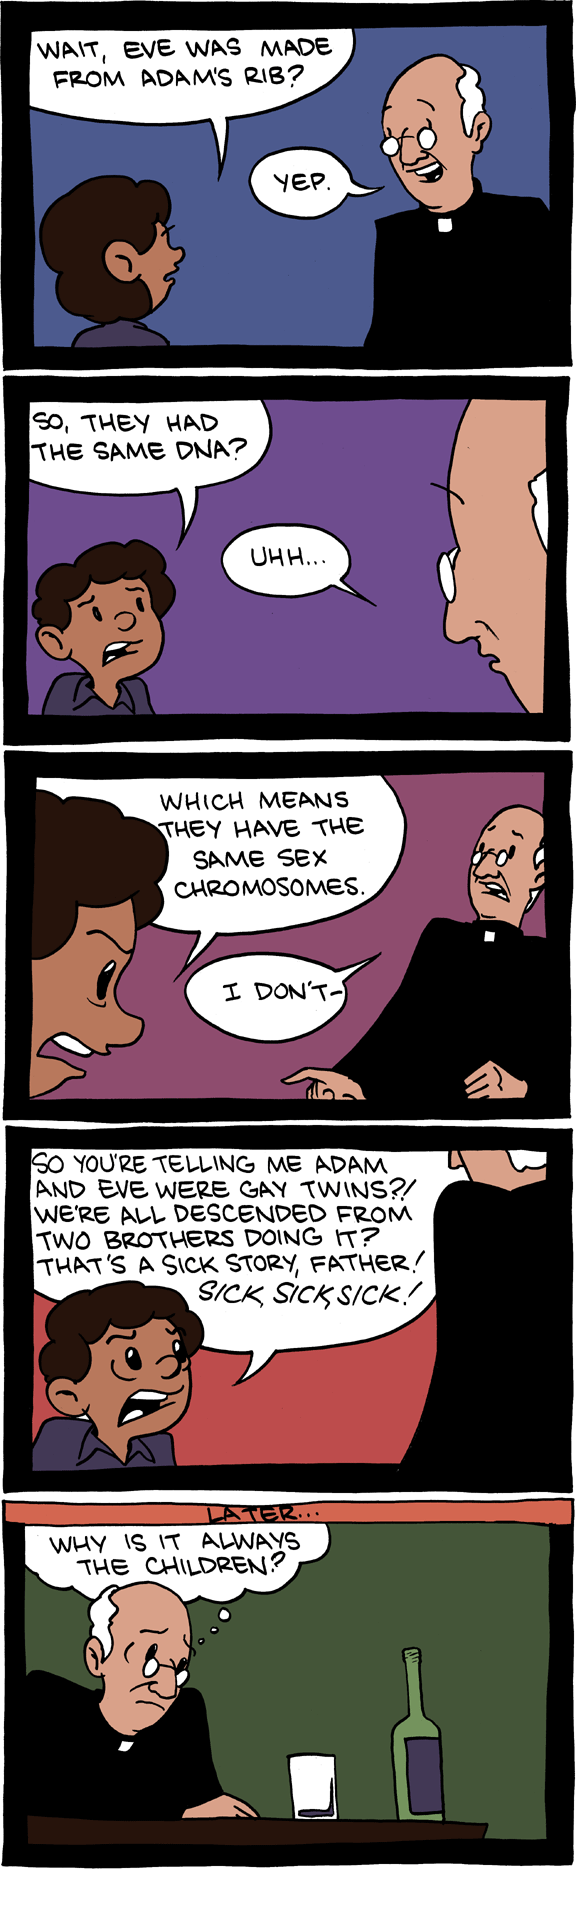 WAIT, EVE WAS MADE
FROM ADAM'S RIB?
YEP.
SO, THEY HAD
THE SAME DNA?
UHH...
WHICH MEANS
THEY HAVE THE
SAME SEX
CHROMOSOMES.
I DON'T-
SO YOU'RE TELLING ME ADAM
AND EVE WERE GAY TWINS?!
WE'RE ALL DESCENDED FROM
TWO BROTHERS DOING IT?
THAT'S A SICK STORY, FATHER!
SICK, SICK, SICK!
LATER...
WHY IS IT ALWAYS
THE CHILDREN?